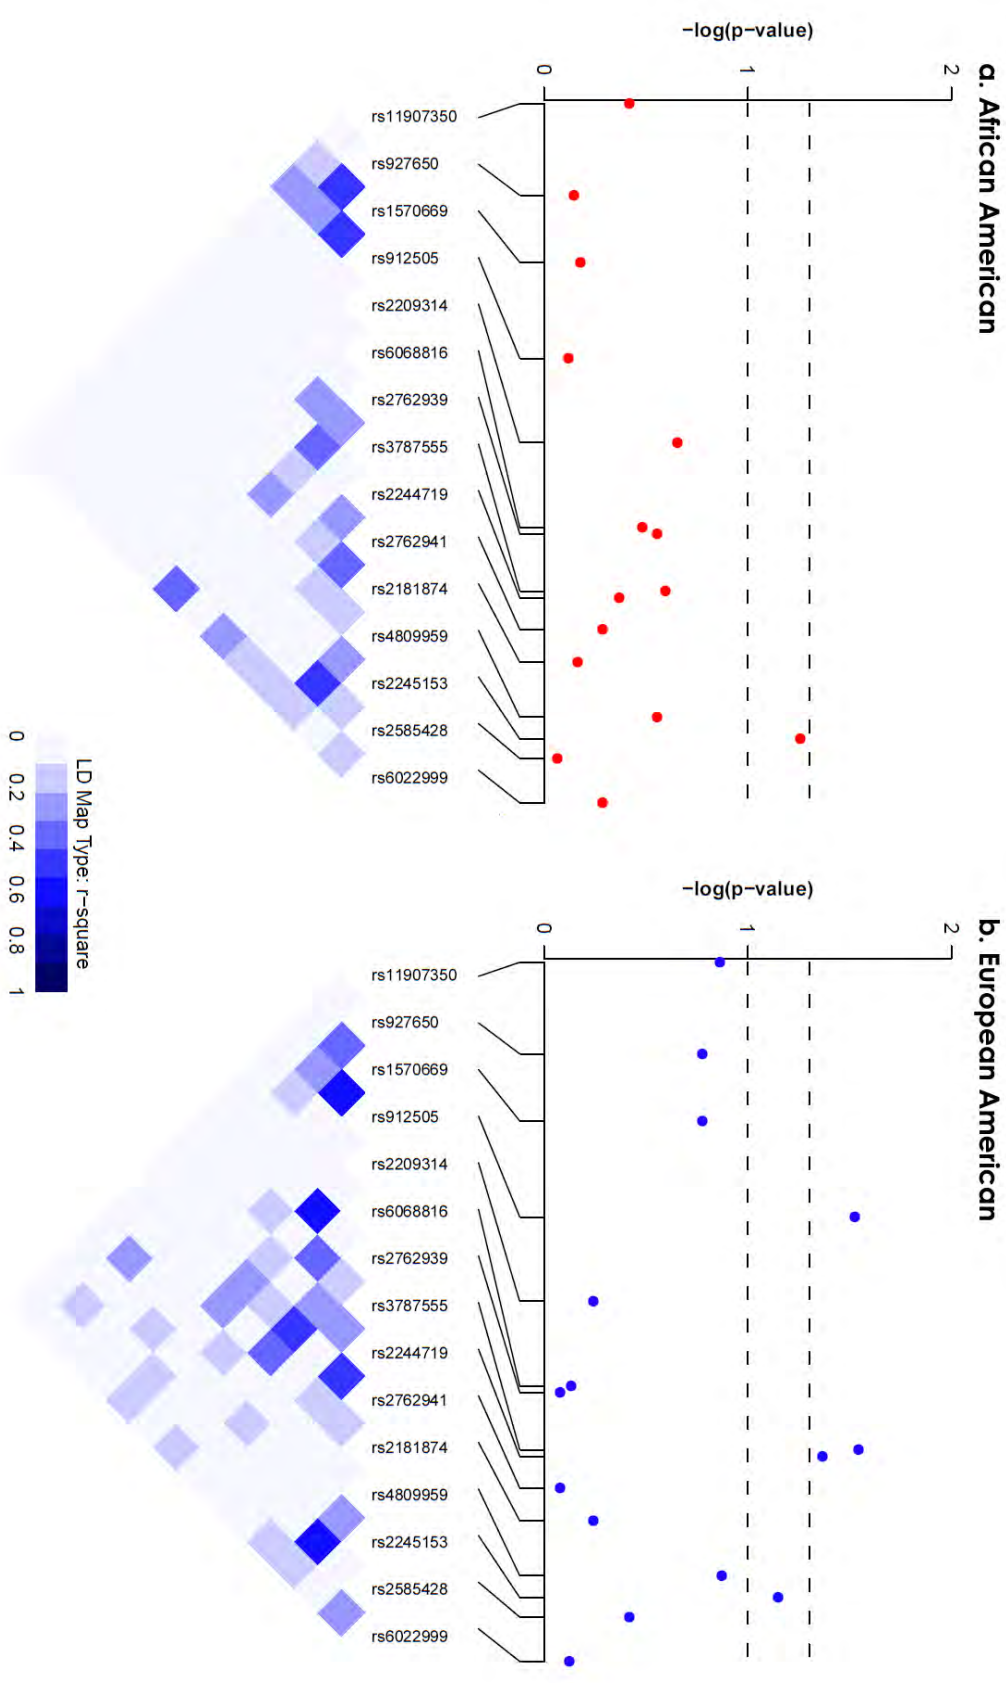 a. African American
−log(p−value)
0
1
2
rs11907350
rs927650
rs1570669
rs912505
rs2209314
rs6068816
rs2762939
rs3787555
rs2244719
rs2762941
rs2181874
rs4809959
rs2245153
rs2585428
rs6022999
b. European American
−log(p−value)
0
1
2
rs11907350
rs927650
rs1570669
rs912505
rs2209314
rs6068816
rs2762939
rs3787555
rs2244719
rs2762941
rs2181874
rs4809959
rs2245153
rs2585428
rs6022999
LD Map Type: r−square
0 0.2 0.4 0.6 0.8 1